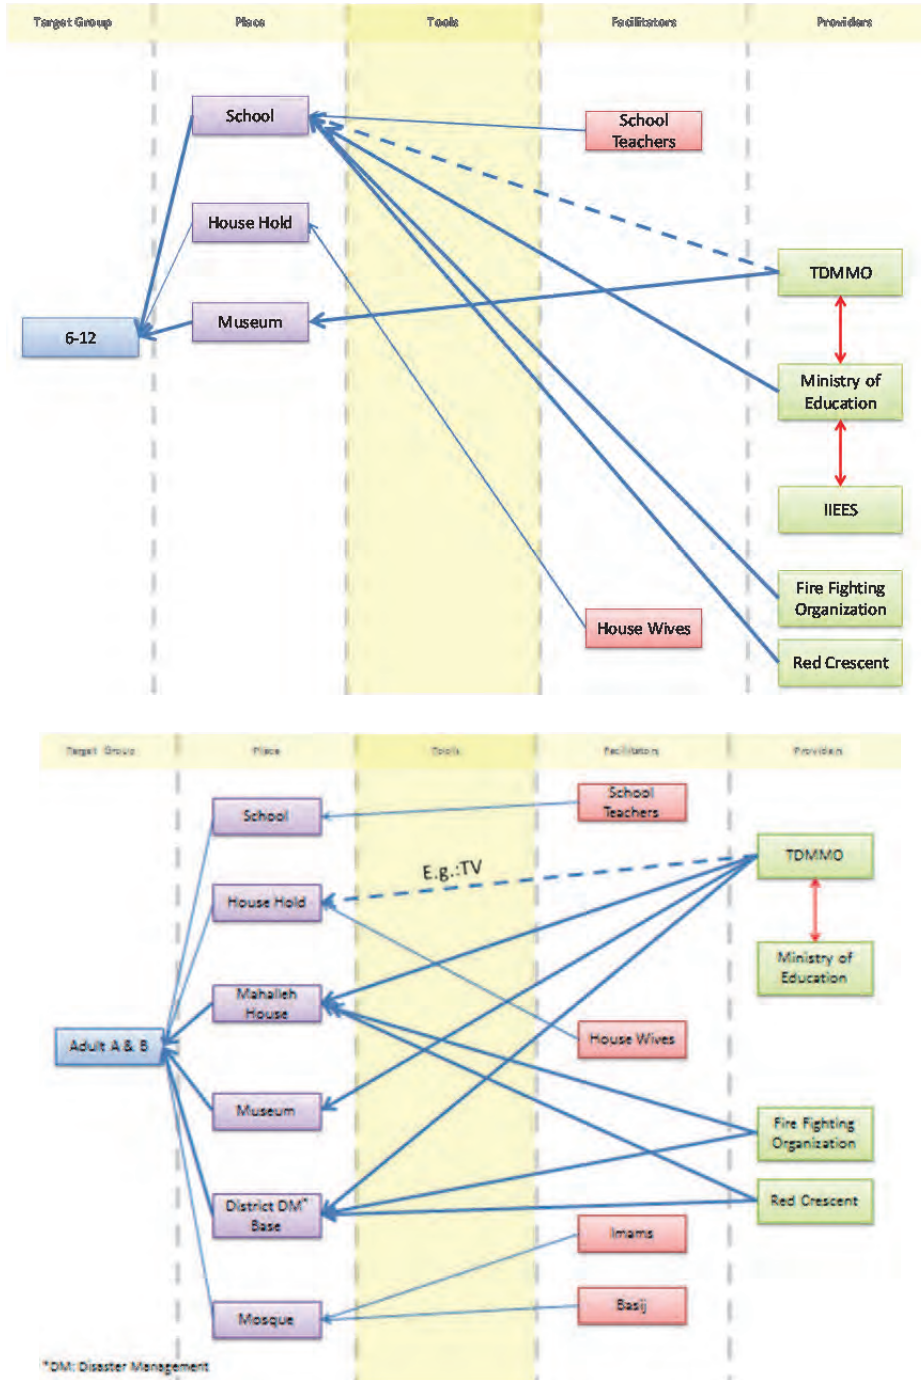 Target Group
Place
Tools
Facilitators
Providers
School
School
Teachers
House Hold
TDMMO
Museum
6-12
Ministry of
Education
IIEES
Fire Fighting
Organization
House Wives
Red Crescent
Target Group
Place
Tools
Facilitators
Providers
School
Teachers
School
E.g.:TV
TDMMO
House Hold
Ministry of
Education
Mahalleh
House
Adult A & B
House Wives
Museum
Fire Fighting
Organization
District DM*
Base
Red Crescent
Imams
Mosque
Basij
*DM: Disaster Management